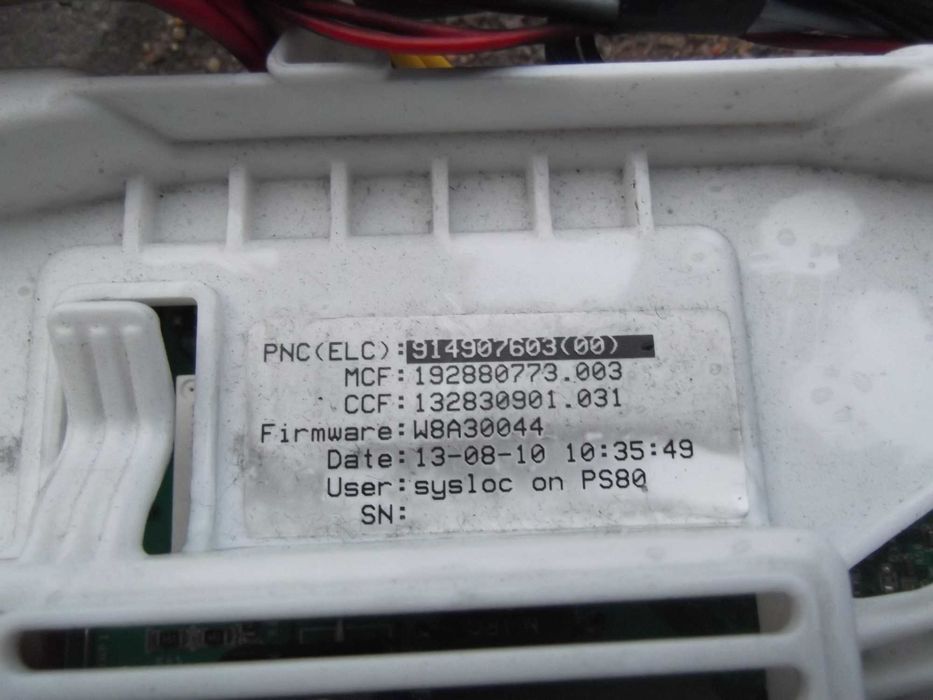 PNC(ELC):914907603(00)
MCF:192880773.003
CCF:132830901.031
Firmware:W8A30044
Date:13-08-10 10:35:49
User:sysloc on PS80
SN: